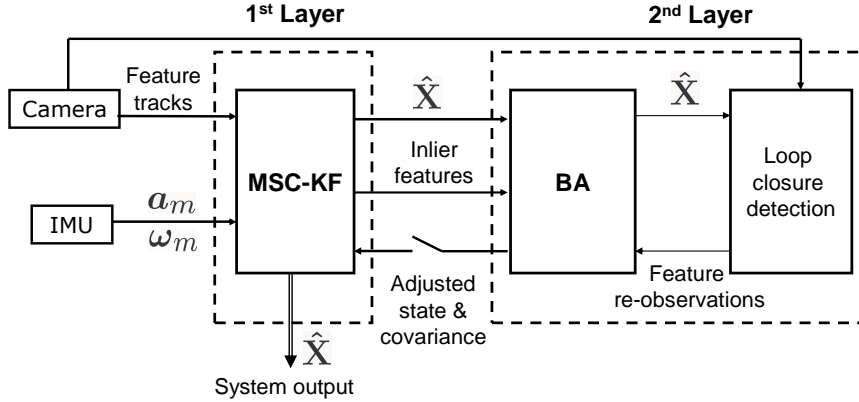 1st Layer
2nd Layer
Camera
Feature
tracks
X̂
X̂
MSC-KF
Inlier
features
BA
Loop
closure
detection
IMU
a_m
ω_m
Adjusted
state &
covariance
Feature
re-observations
X̂
System output